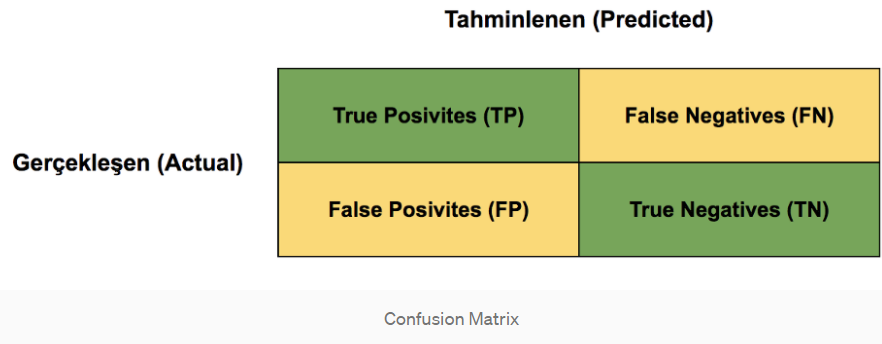 Tahminlenen (Predicted)
True Posivites (TP)
False Negatives (FN)
Gerçekleşen (Actual)
False Posivites (FP)
True Negatives (TN)
Confusion Matrix